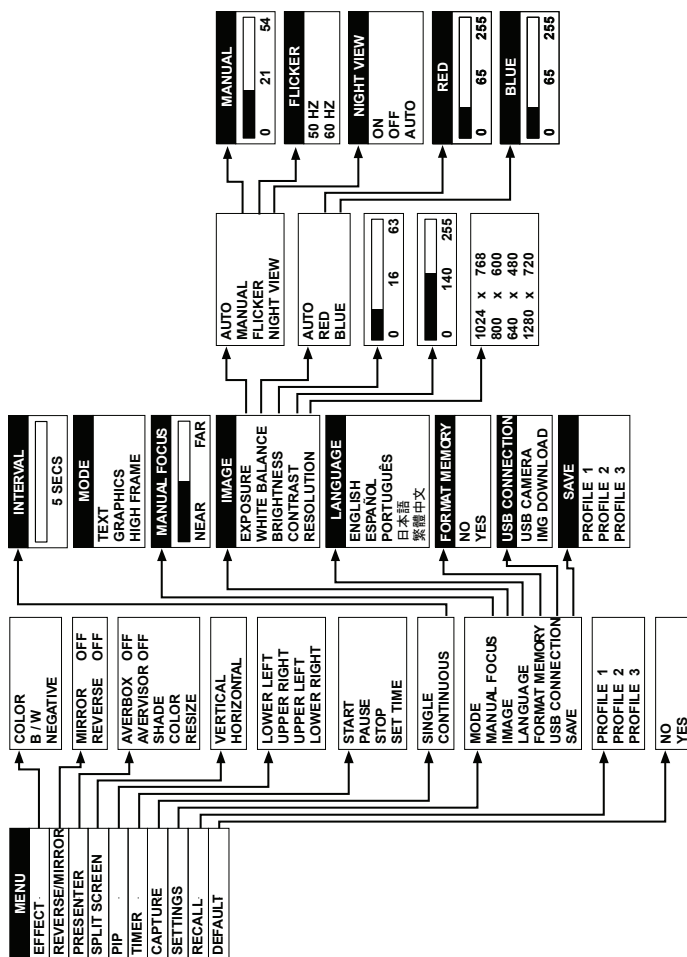 MENU
EFFECT
REVERSE/MIRROR
PRESENTER
SPLIT SCREEN
PIP
TIMER
CAPTURE
SETTINGS
RECALL
DEFAULT
COLOR
B / W
NEGATIVE
MIRROR OFF
REVERSE OFF
AVERBOX OFF
AVERVISOR OFF
SHADE
COLOR
RESIZE
VERTICAL
HORIZONTAL
LOWER LEFT
UPPER RIGHT
UPPER LEFT
LOWER RIGHT
START
PAUSE
STOP
SET TIME
SINGLE
CONTINUOUS
MODE
MANUAL FOCUS
IMAGE
LANGUAGE
FORMAT MEMORY
USB CONNECTION
SAVE
PROFILE 1
PROFILE 2
PROFILE 3
NO
YES
INTERVAL
5 SECS
MODE
TEXT
GRAPHICS
HIGH FRAME
MANUAL FOCUS
NEAR FAR
IMAGE
EXPOSURE
WHITE BALANCE
BRIGHTNESS
CONTRAST
RESOLUTION
LANGUAGE
ENGLISH
ESPAÑOL
PORTUGUÊS
日本語
繁體中文
FORMAT MEMORY
NO
YES
USB CONNECTION
USB CAMERA
IMG DOWNLOAD
SAVE
PROFILE 1
PROFILE 2
PROFILE 3
AUTO
MANUAL
FLICKER
NIGHT VIEW
AUTO
RED
BLUE
0 16 63
0 140 255
1024 x 768
800 x 600
640 x 480
1280 x 720
MANUAL
0 21 54
FLICKER
50 HZ
60 HZ
NIGHT VIEW
ON
OFF
AUTO
RED
0 65 255
BLUE
0 65 255